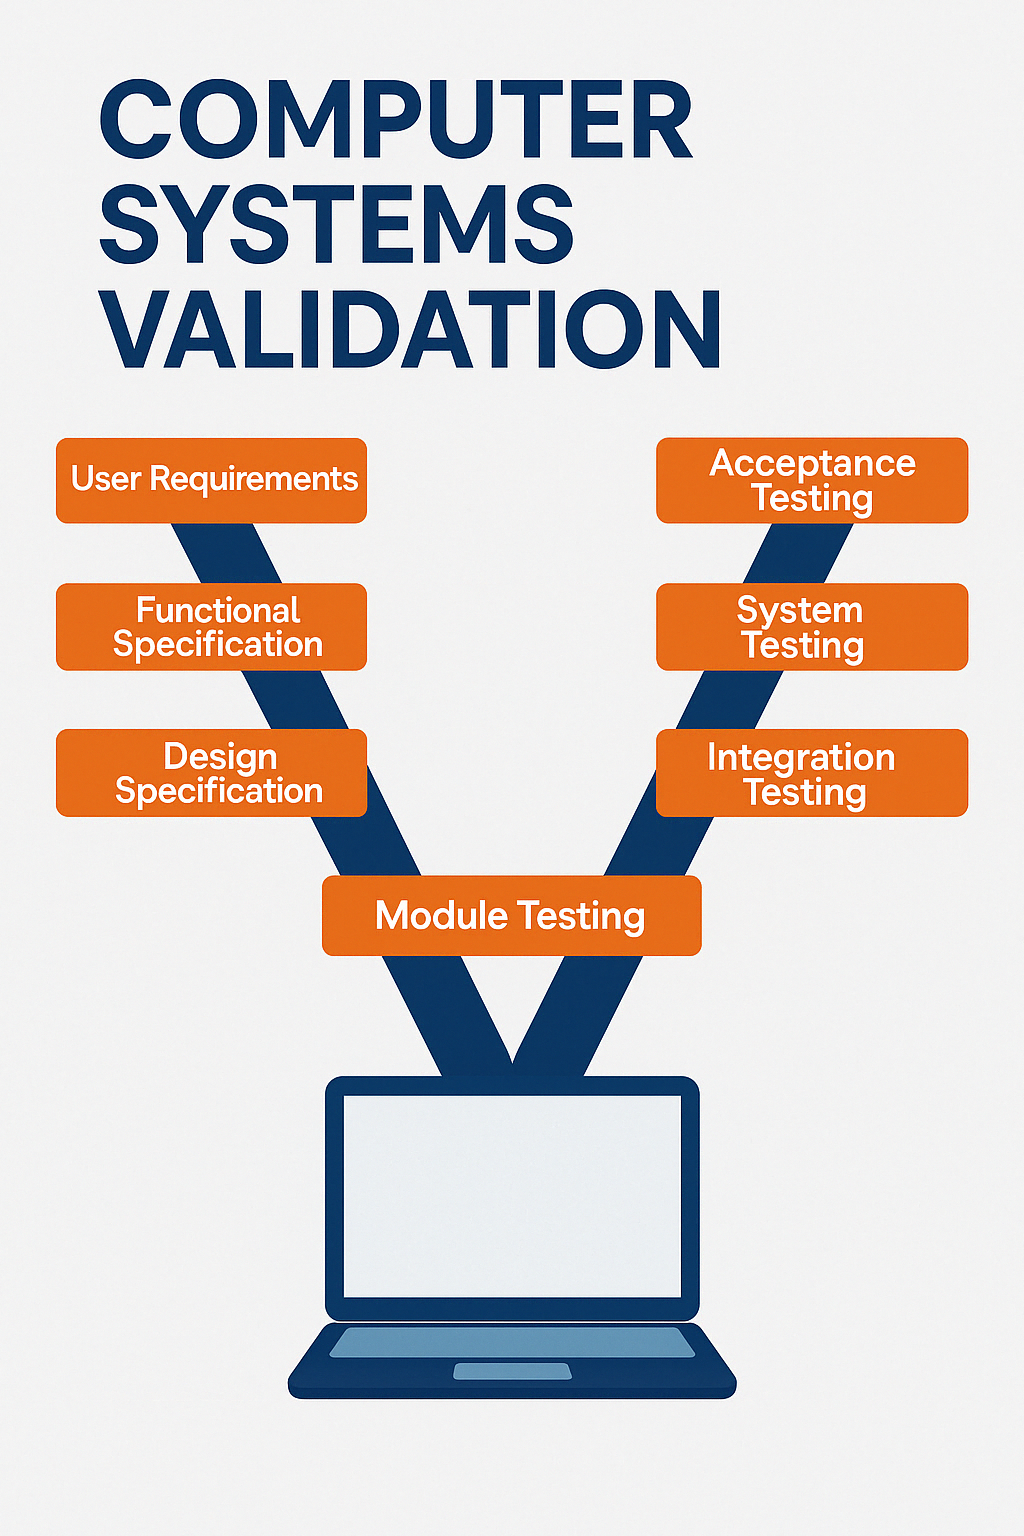 COMPUTER
SYSTEMS
VALIDATION
User Requirements
Acceptance
Testing
Functional
Specification
System
Testing
Design
Specification
Integration
Testing
Module Testing